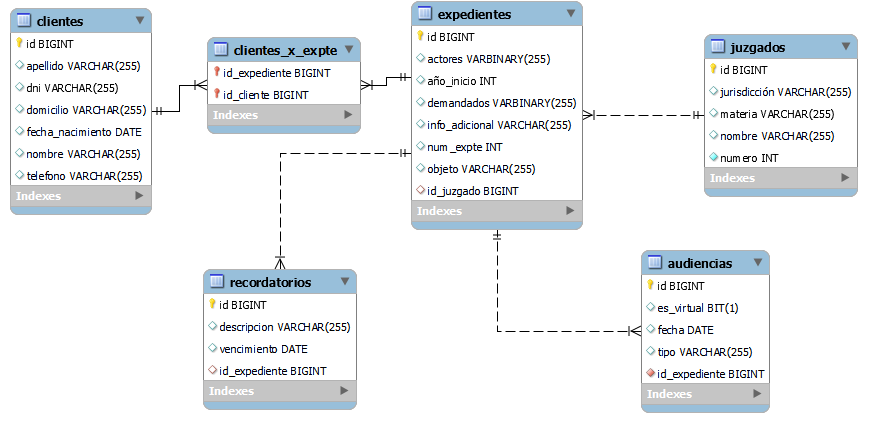 clientes
id BIGINT
apellido VARCHAR(255)
dni VARCHAR(255)
domicilio VARCHAR(255)
fecha_nacimiento DATE
nombre VARCHAR(255)
telefono VARCHAR(255)
Indexes
clientes_x_expte
id_expediente BIGINT
id_cliente BIGINT
Indexes
expedientes
id BIGINT
actores VARBINARY(255)
año_inicio INT
demandados VARBINARY(255)
info_adicional VARCHAR(255)
num_expte INT
objeto VARCHAR(255)
id_juzgado BIGINT
Indexes
juzgados
id BIGINT
jurisdicción VARCHAR(255)
materia VARCHAR(255)
nombre VARCHAR(255)
numero INT
Indexes
recordatorios
id BIGINT
descripcion VARCHAR(255)
vencimiento DATE
id_expediente BIGINT
Indexes
audiencias
id BIGINT
es_virtual BIT(1)
fecha DATE
tipo VARCHAR(255)
id_expediente BIGINT
Indexes